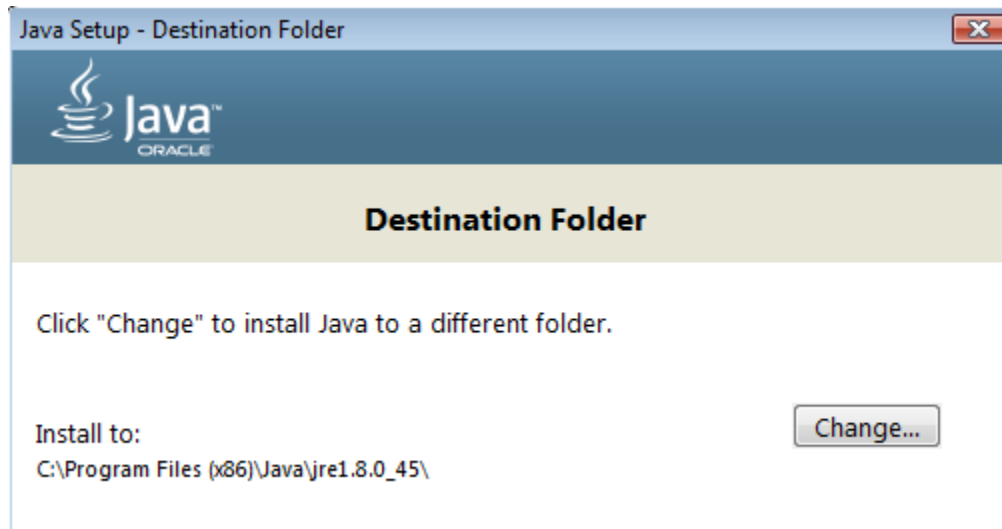 Java Setup - Destination Folder
Java™
ORACLE
Destination Folder
Click "Change" to install Java to a different folder.
Change...
Install to:
C:\Program Files (x86)\Java\jre1.8.0_45\